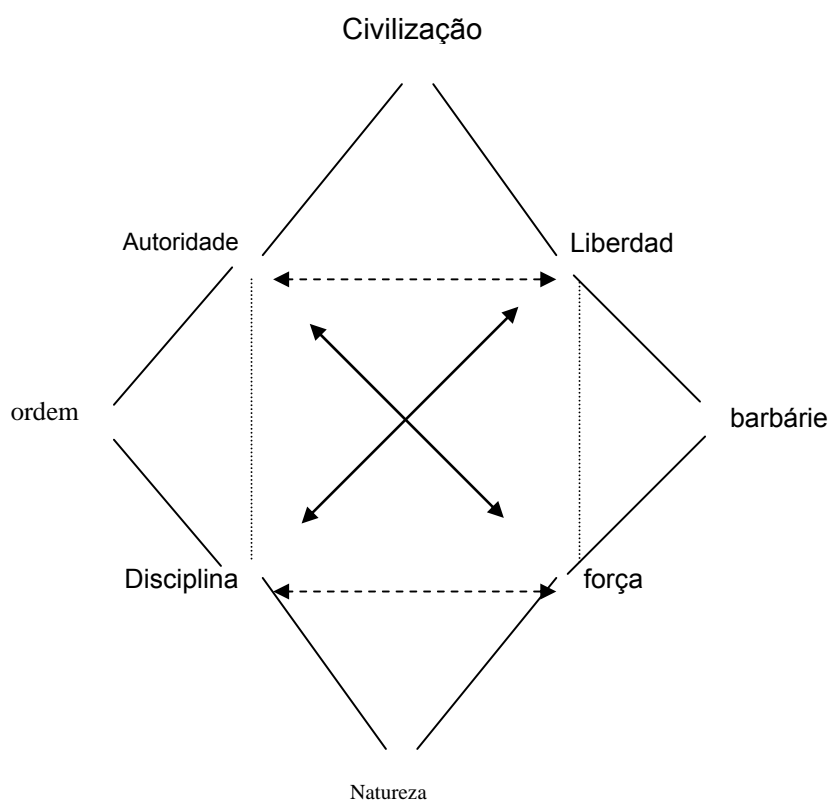 Civilização
Autoridade
Liberdad
ordem
barbárie
Disciplina
força
Natureza